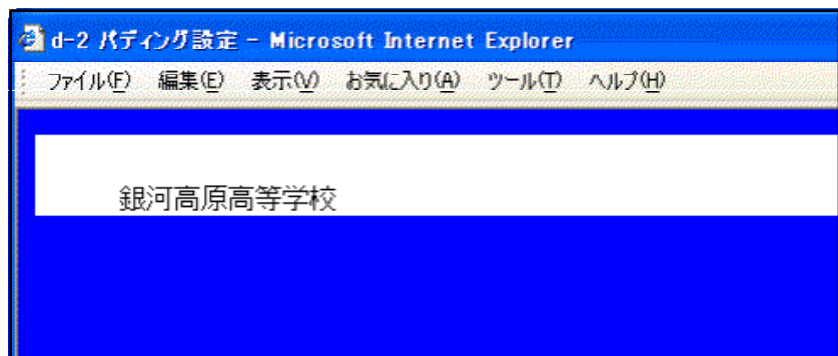 d-2 パディング設定 - Microsoft Internet Explorer
ファイル(F) 編集(E) 表示(V) お気に入り(A) ツール(T) ヘルプ(H)
銀河高原高等学校